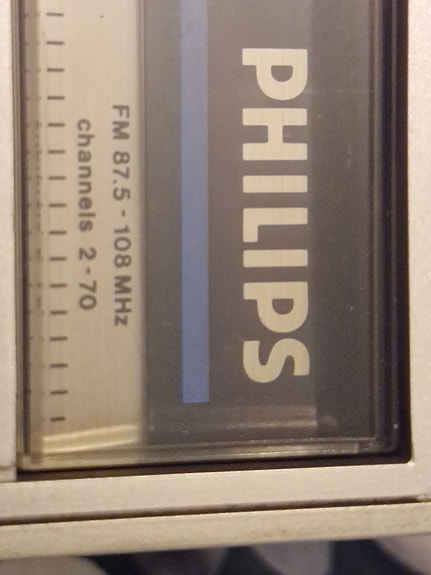 PHILIPS
FM 87.5 - 108 MHz
channels 2 - 70